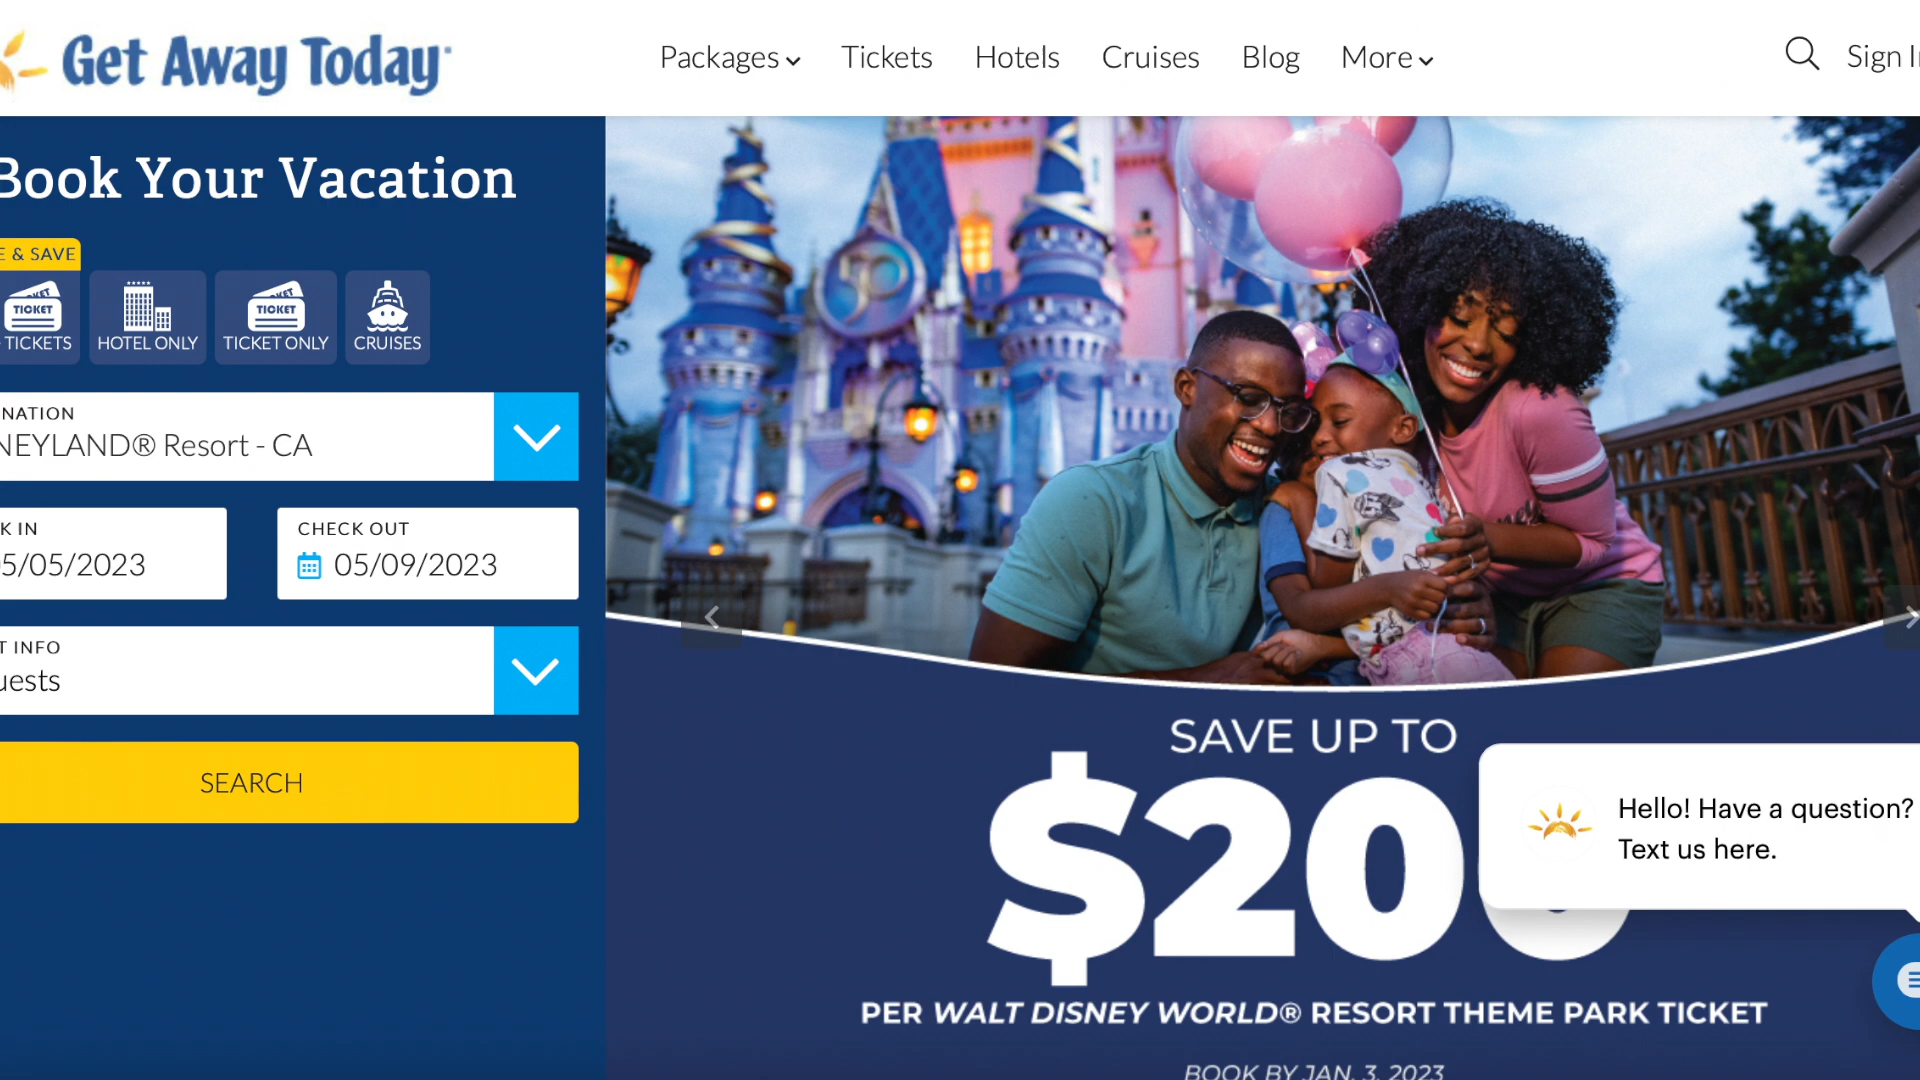 Get Away Today
Packages
Tickets
Hotels
Cruises
Blog
More
Sign
Book Your Vacation
& SAVE
TICKET
TICKETS
HOTEL ONLY
TICKET
TICKET ONLY
CRUISES
NATION
NEYLAND® Resort - CA
K IN
5/05/2023
CHECK OUT
05/09/2023
T INFO
uests
SEARCH
50
SAVE UP TO
$200
PER WALT DISNEY WORLD® RESORT THEME PARK TICKET
BOOK BY JAN. 3, 2023
Hello! Have a question?
Text us here.